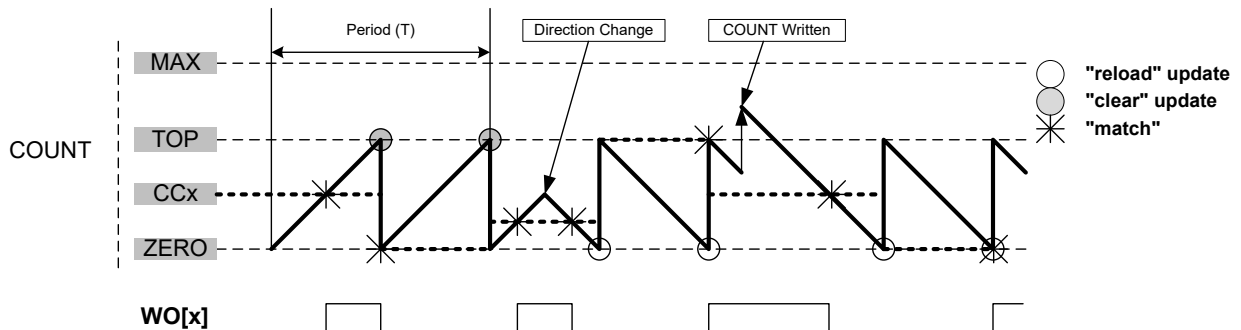 Period (T)
Direction Change
COUNT Written
MAX
"reload" update
"clear" update
TOP
"match"
COUNT
CCx
ZERO
WO[x]